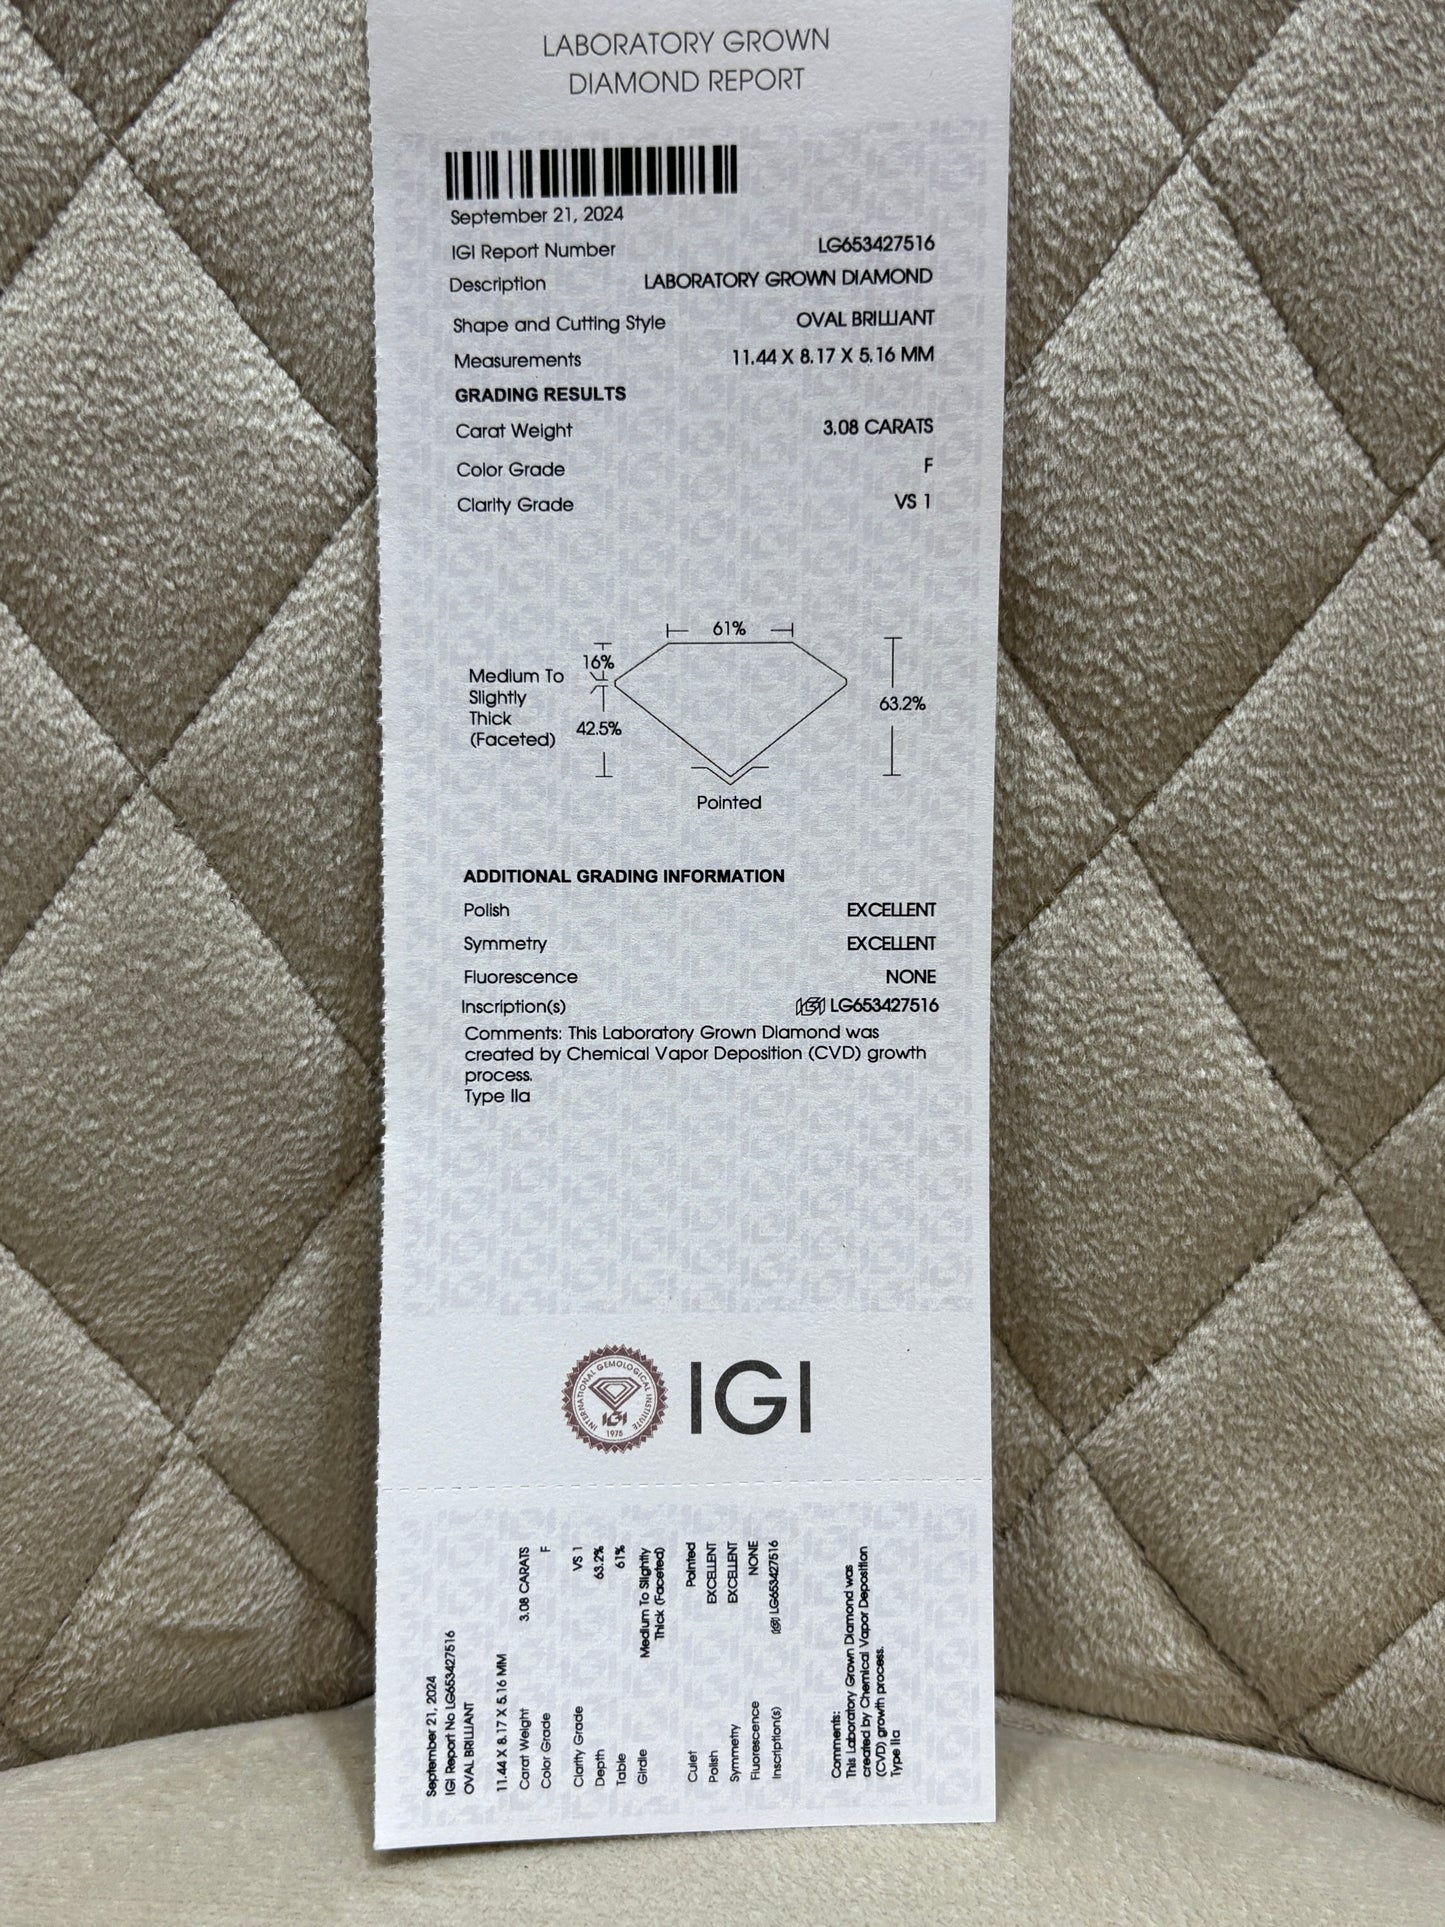 LABORATORY GROWN
DIAMOND REPORT
September 21, 2024
IGI Report Number LG653427516
Description LABORATORY GROWN DIAMOND
Shape and Cutting Style OVAL BRILLIANT
Measurements 11.44 X 8.17 X 5.16 MM
GRADING RESULTS
Carat Weight 3.08 CARATS
Color Grade F
Clarity Grade VS 1
61%
16%
Medium To
Slightly
Thick
(Faceted)
42.5%
63.2%
Pointed
ADDITIONAL GRADING INFORMATION
Polish EXCELLENT
Symmetry EXCELLENT
Fluorescence NONE
Inscription(s) IGI LG653427516
Comments: This Laboratory Grown Diamond was
created by Chemical Vapor Deposition (CVD) growth
process.
Type IIa
INTERNATIONAL GEMOLOGICAL INSTITUTE
IGI
1975
IGI
September 21, 2024
IGI Report No LG653427516
OVAL BRILLIANT
11.44 X 8.17 X 5.16 MM
Carat Weight 3.08 CARATS
Color Grade F
Clarity Grade VS 1
Depth 63.2%
Table 61%
Girdle Medium To Slightly
Thick (Faceted)
Culet Pointed
Polish EXCELLENT
Symmetry EXCELLENT
Fluorescence NONE
Inscription(s) IGI LG653427516
Comments:
This Laboratory Grown Diamond was
created by Chemical Vapor Deposition
(CVD) growth process.
Type IIa